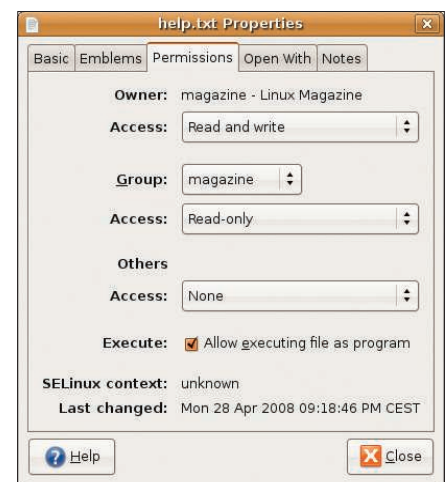 help.txt Properties
Basic Emblems Permissions Open With Notes
Owner: magazine - Linux Magazine
Access: Read and write
Group: magazine
Access: Read-only
Others
Access: None
Execute: Allow executing file as program
SELinux context: unknown
Last changed: Mon 28 Apr 2008 09:18:46 PM CEST
Help Close